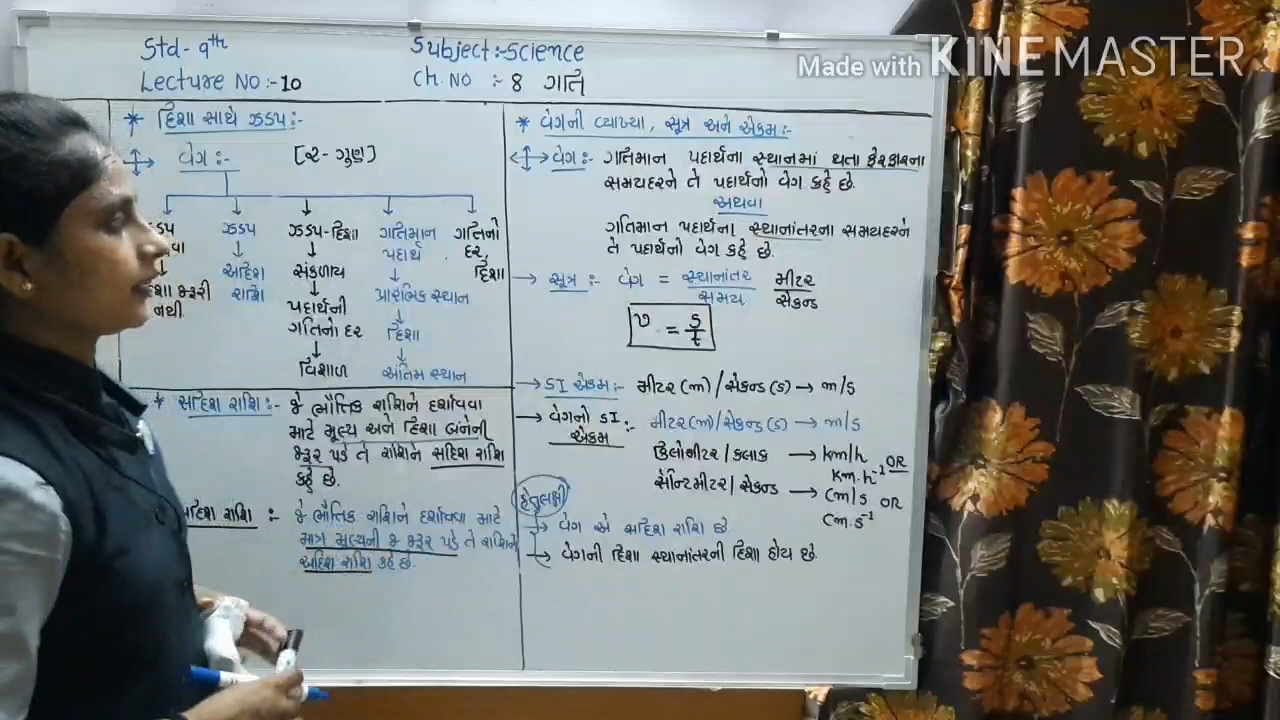 Made with KINEMASTER
Std- 9th
Subject:-Science
Lecture No:-10
Ch. No :- 8 ગતિ
* દિશા સાથે ઝડપ:-
વેગ:- [૨- ગુણ]
ઝડપ ઝડપ-દિશા ગતિમાન ગતિનો
પદાર્થ દર,
અદિશ સંકળાય દિશા
રાશિ પ્રારંભિક સ્થાન
જરૂરી પદાર્થની
નથી. ગતિનો દર દિશા
વિશાળ અંતિમ સ્થાન
* સદિશ રાશિ:- જે ભૌતિક રાશિને દર્શાવવા
માટે મૂલ્ય અને દિશા બંનેની
જરૂર પડે તે રાશિને સદિશ રાશિ
કહે છે.
અદિશ રાશિ :- જે ભૌતિક રાશિને દર્શાવવા માટે
માત્ર મૂલ્યની જ જરૂર પડે તે રાશિને
અદિશ રાશિ કહે છે.
* વેગની વ્યાખ્યા, સૂત્ર અને એકમ:-
વેગ:- ગતિમાન પદાર્થના સ્થાનમાં થતા ફેરફારના
સમયદરને તે પદાર્થનો વેગ કહે છે.
અથવા
ગતિમાન પદાર્થના સ્થાનાંતરના સમયદરને
તે પદાર્થનો વેગ કહે છે.
→ સૂત્ર :- વેગ = સ્થાનાંતર મીટર
સમય સેકન્ડ
v = s/t
→ SI એકમ:- મીટર(m)/સેકન્ડ(s) → m/s
→ વેગનો SI એકમ :- મીટર(m)/સેકન્ડ(s) → m/s
કિલોમીટર/કલાક → km/h OR
Km.h⁻¹
સેન્ટિમીટર/સેકન્ડ → Cm/s OR
Cm.s⁻¹
હેતુલક્ષી
→ વેગ એ સદિશ રાશિ છે.
→ વેગની દિશા સ્થાનાંતરની દિશા હોય છે.